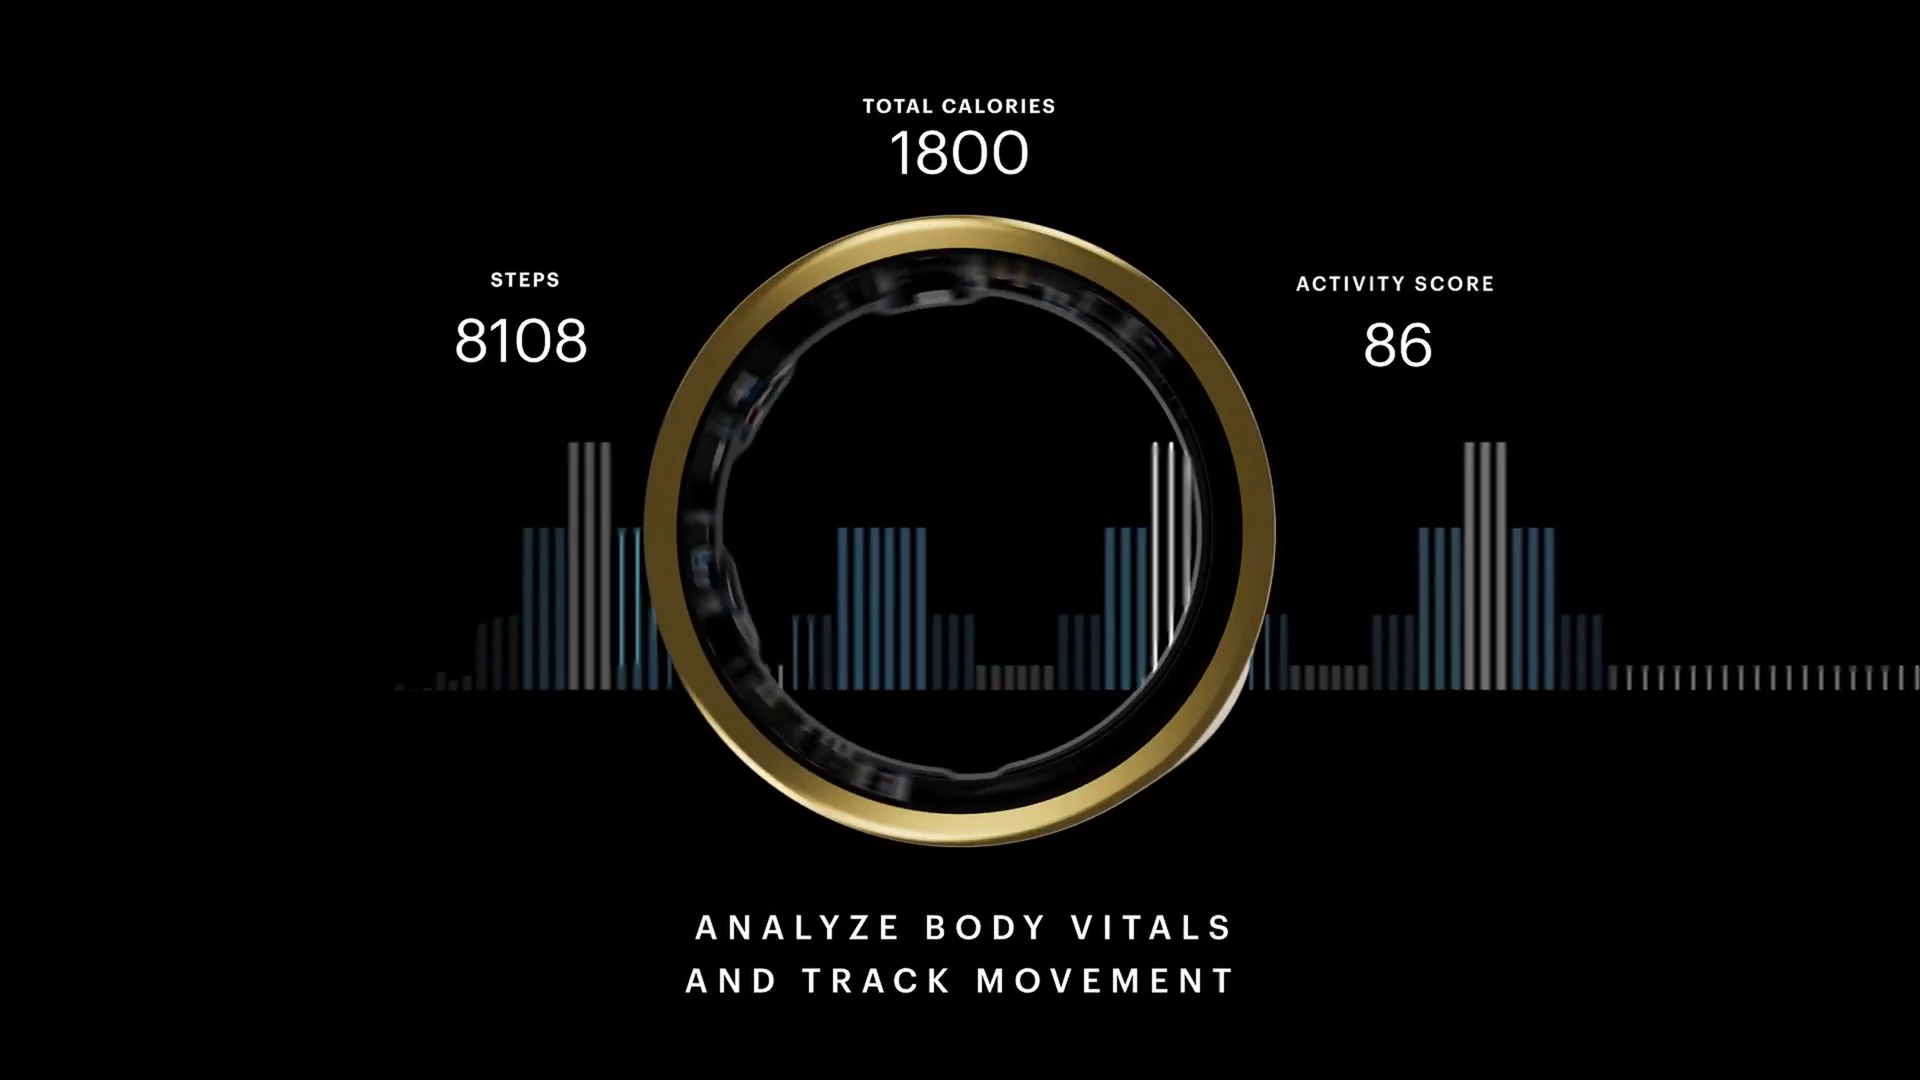 TOTAL CALORIES
1800
STEPS
8108
ACTIVITY SCORE
86
ANALYZE BODY VITALS
AND TRACK MOVEMENT